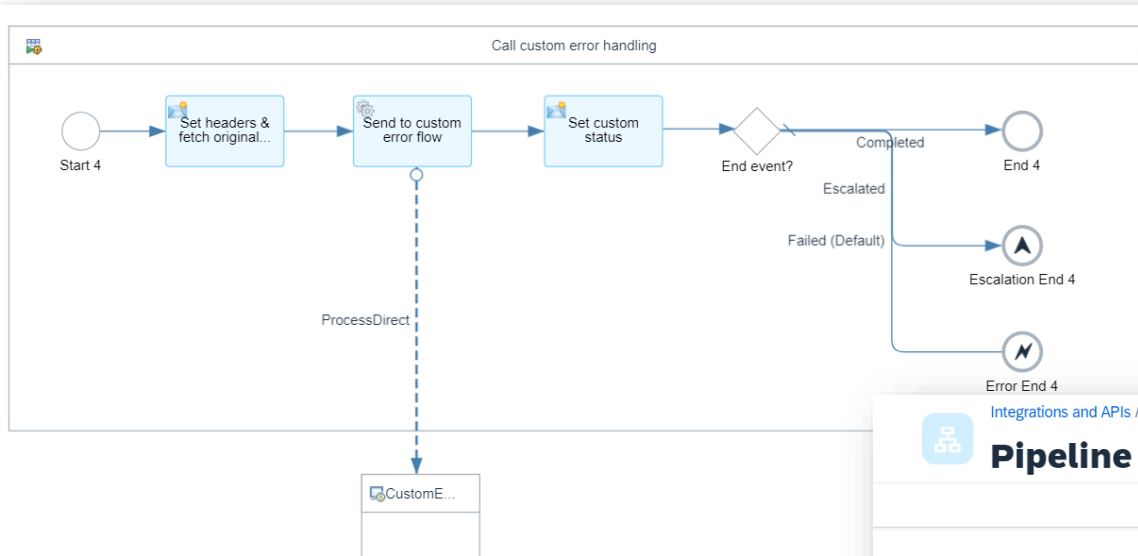 Call custom error handling
Set headers &
fetch original...
Send to custom
error flow
Set custom
status
Start 4
End event?
Completed
End 4
Escalated
Failed (Default)
Escalation End 4
ProcessDirect
Error End 4
Integrations and APIs /
Pipeline
CustomE...